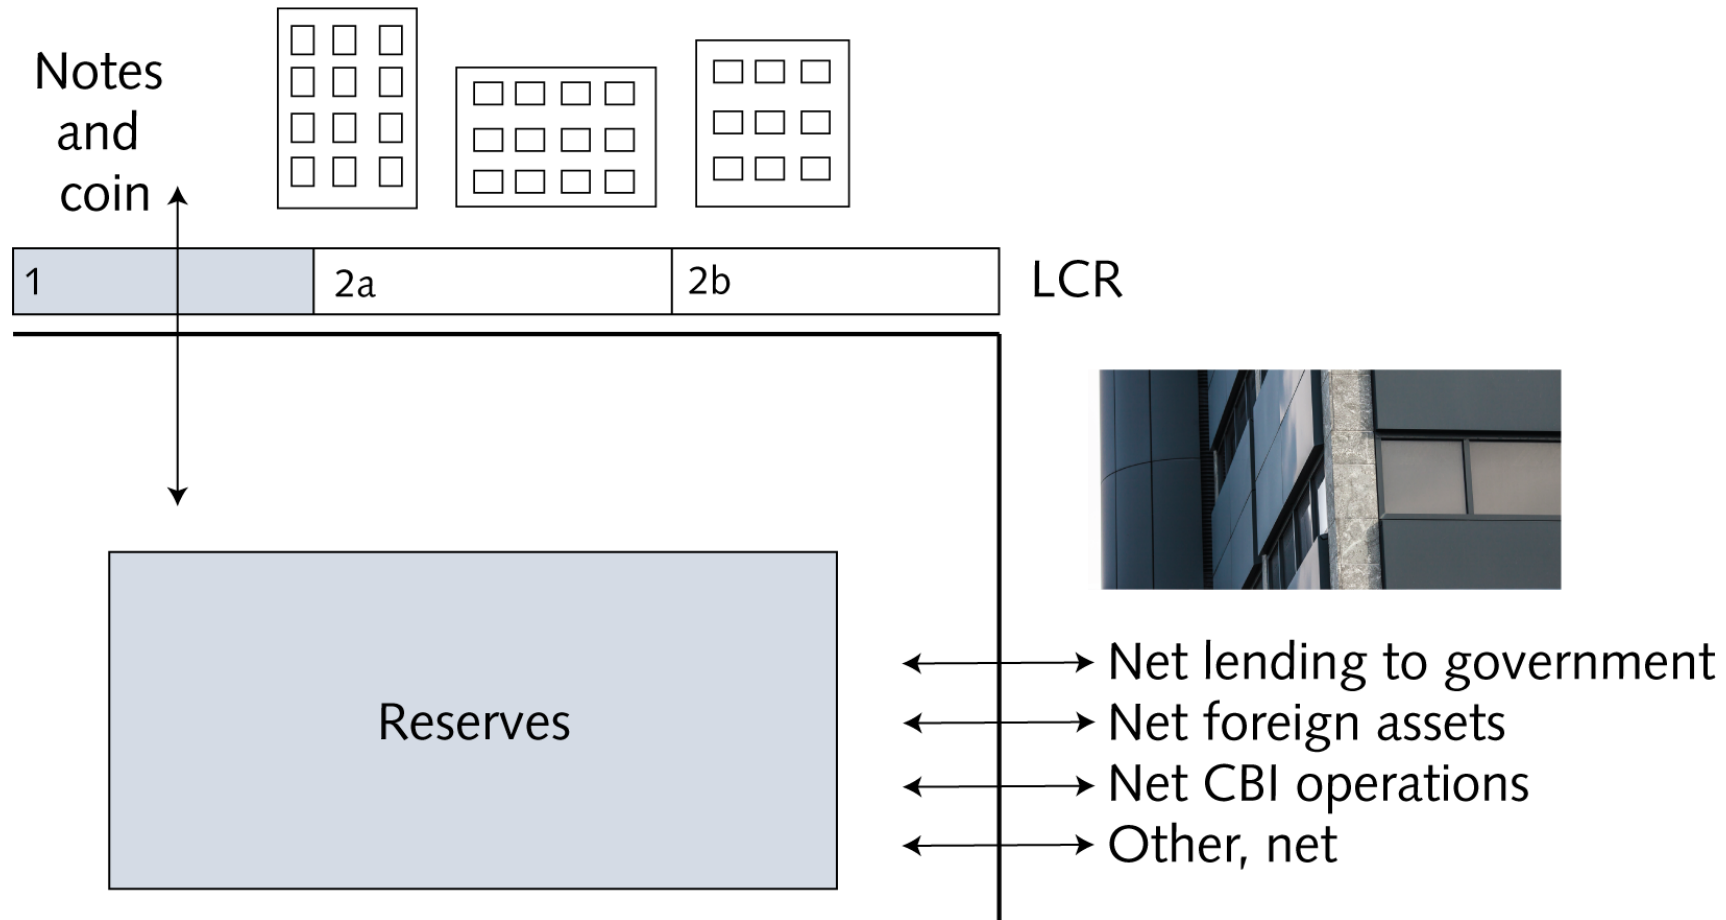 Notes
and
coin
1
2a
2b
LCR
Reserves
Net lending to government
Net foreign assets
Net CBI operations
Other, net